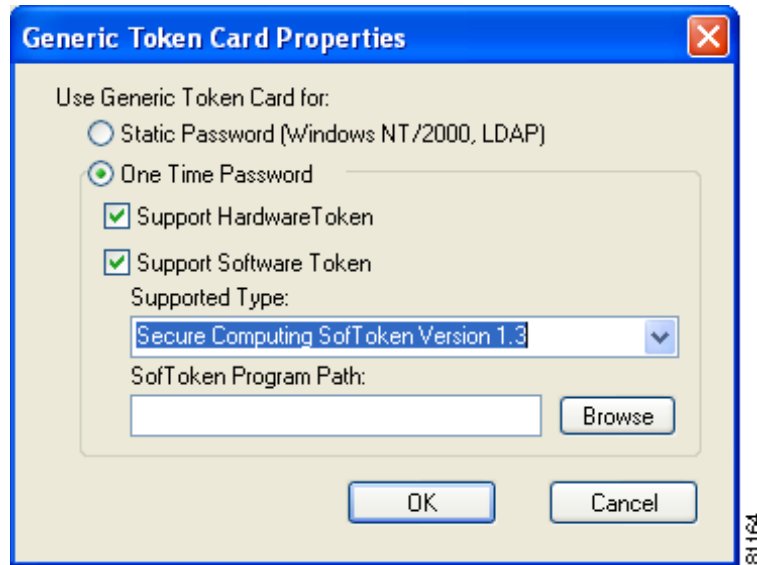 Generic Token Card Properties
Use Generic Token Card for:
Static Password (Windows NT/2000, LDAP)
One Time Password
Support HardwareToken
Support Software Token
Supported Type:
Secure Computing SofToken Version 1.3
SofToken Program Path:
Browse
OK Cancel
81164